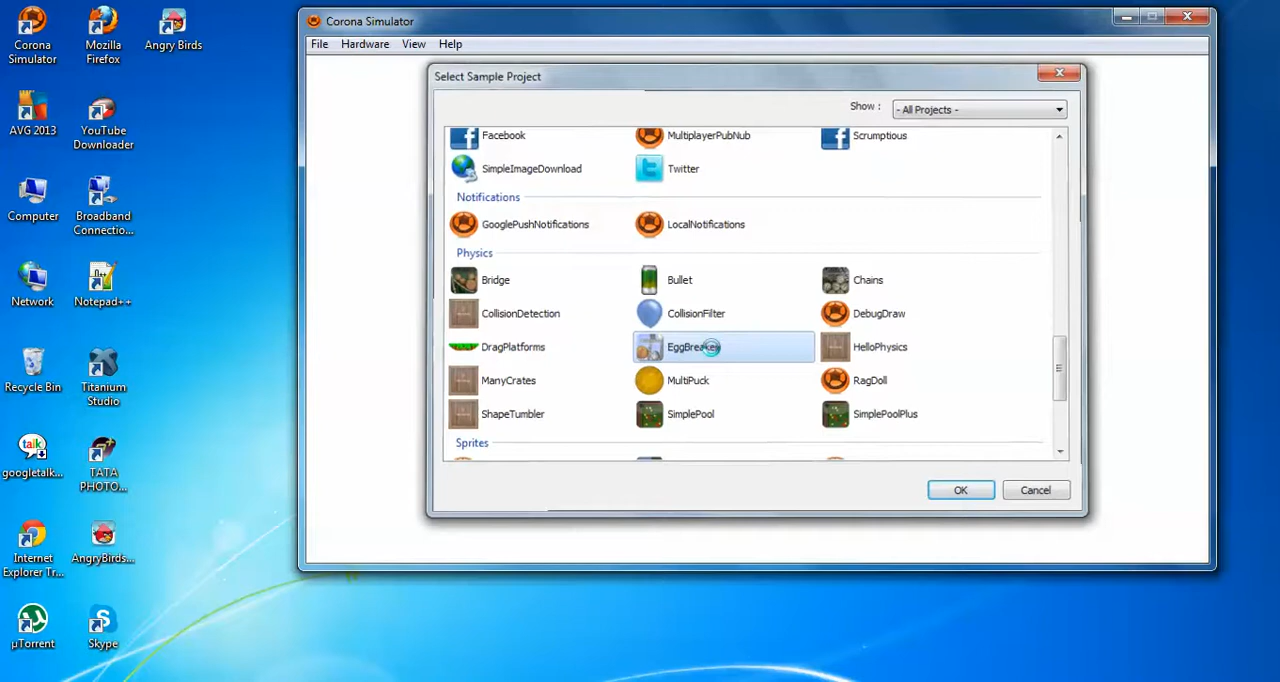 Corona Simulator
Mozilla Firefox
Angry Birds
AVG 2013
YouTube Downloader
Computer
Broadband Connectio...
Network
Notepad++
Recycle Bin
Titanium Studio
googletalk...
TATA PHOTO...
Internet Explorer Tr...
AngryBirds...
µTorrent
Skype
Corona Simulator
File Hardware View Help
Select Sample Project
Show : - All Projects -
Facebook MultiplayerPubNub Scrumptious
SimpleImageDownload Twitter
Notifications
GooglePushNotifications LocalNotifications
Physics
Bridge Bullet Chains
CollisionDetection CollisionFilter DebugDraw
DragPlatforms EggBreaker HelloPhysics
ManyCrates MultiPuck RagDoll
ShapeTumbler SimplePool SimplePoolPlus
Sprites
OK Cancel